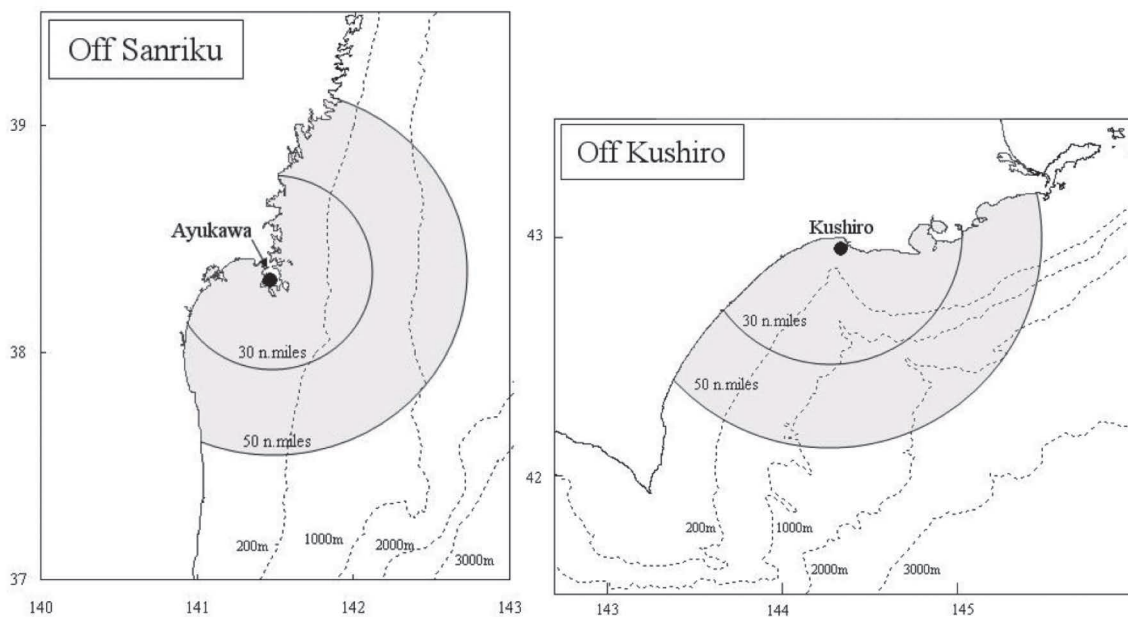 Off Sanriku
39
Ayukawa
38
30 n.miles
50 n.miles
200m
1000m
2000m
3000m
37
140
141
142
143
Off Kushiro
Kushiro
43
30 n.miles
50 n.miles
42
200m
1000m
2000m
3000m
143
144
145